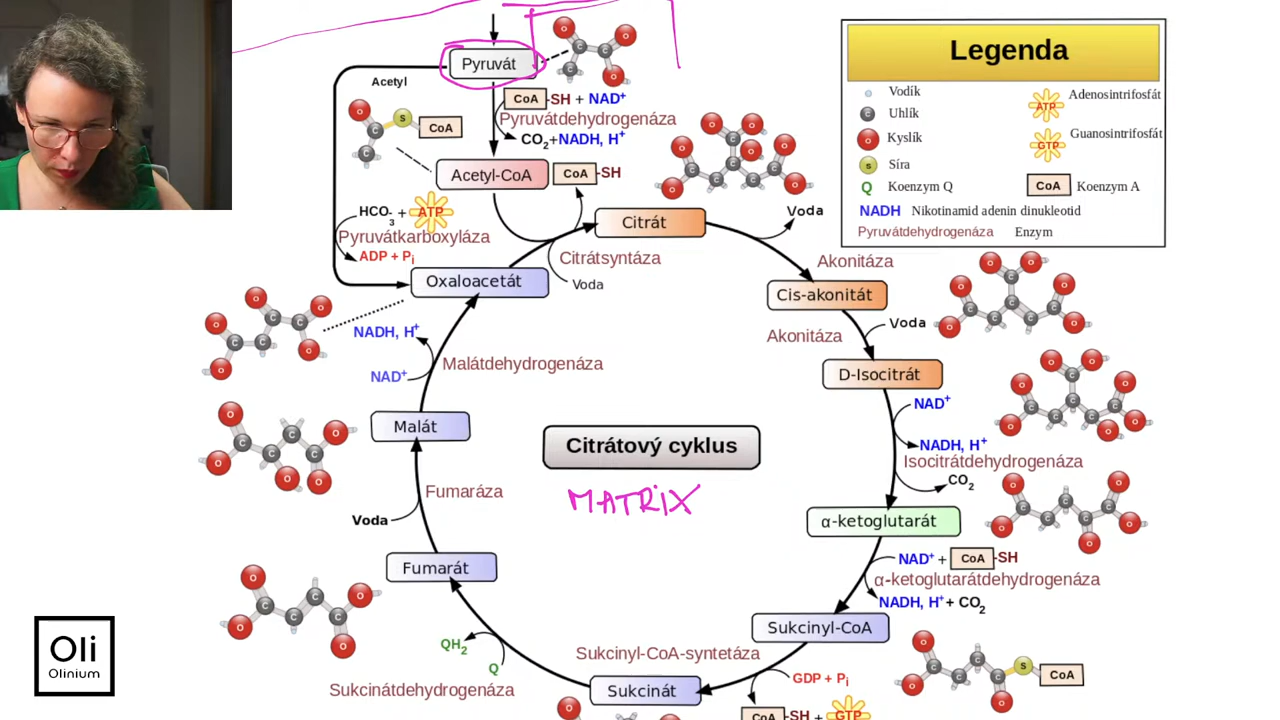 Pyruvát
Acetyl
CoA-SH + NAD+
Pyruvátdehydrogenáza
CO2+NADH, H+
S CoA
Acetyl-CoA
CoA-SH
HCO3- + ATP
Pyruvátkarboxyláza
ADP + Pi
Citrát
Voda
Citrátsyntáza
Voda
Oxaloacetát
Akonitáza
Cis-akonitát
Akonitáza
Voda
D-Isocitrát
NAD+
NADH, H+
Isocitrátdehydrogenáza
CO2
α-ketoglutarát
NAD+ + CoA-SH
α-ketoglutarátdehydrogenáza
NADH, H+ + CO2
Sukcinyl-CoA
S CoA
Sukcinyl-CoA-syntetáza
GDP + Pi
CoA-SH + GTP
Sukcinát
Sukcinátdehydrogenáza
Q
QH2
Fumarát
Voda
Fumaráza
Malát
NAD+
Malátdehydrogenáza
NADH, H+
Citrátový cyklus
MATRIX
Legenda
Vodík
C Uhlík
O Kyslík
S Síra
Q Koenzym Q
ATP Adenosintrifosfát
GTP Guanosintrifosfát
CoA Koenzym A
NADH Nikotinamid adenin dinukleotid
Pyruvátdehydrogenáza Enzym
Oli
Olinium